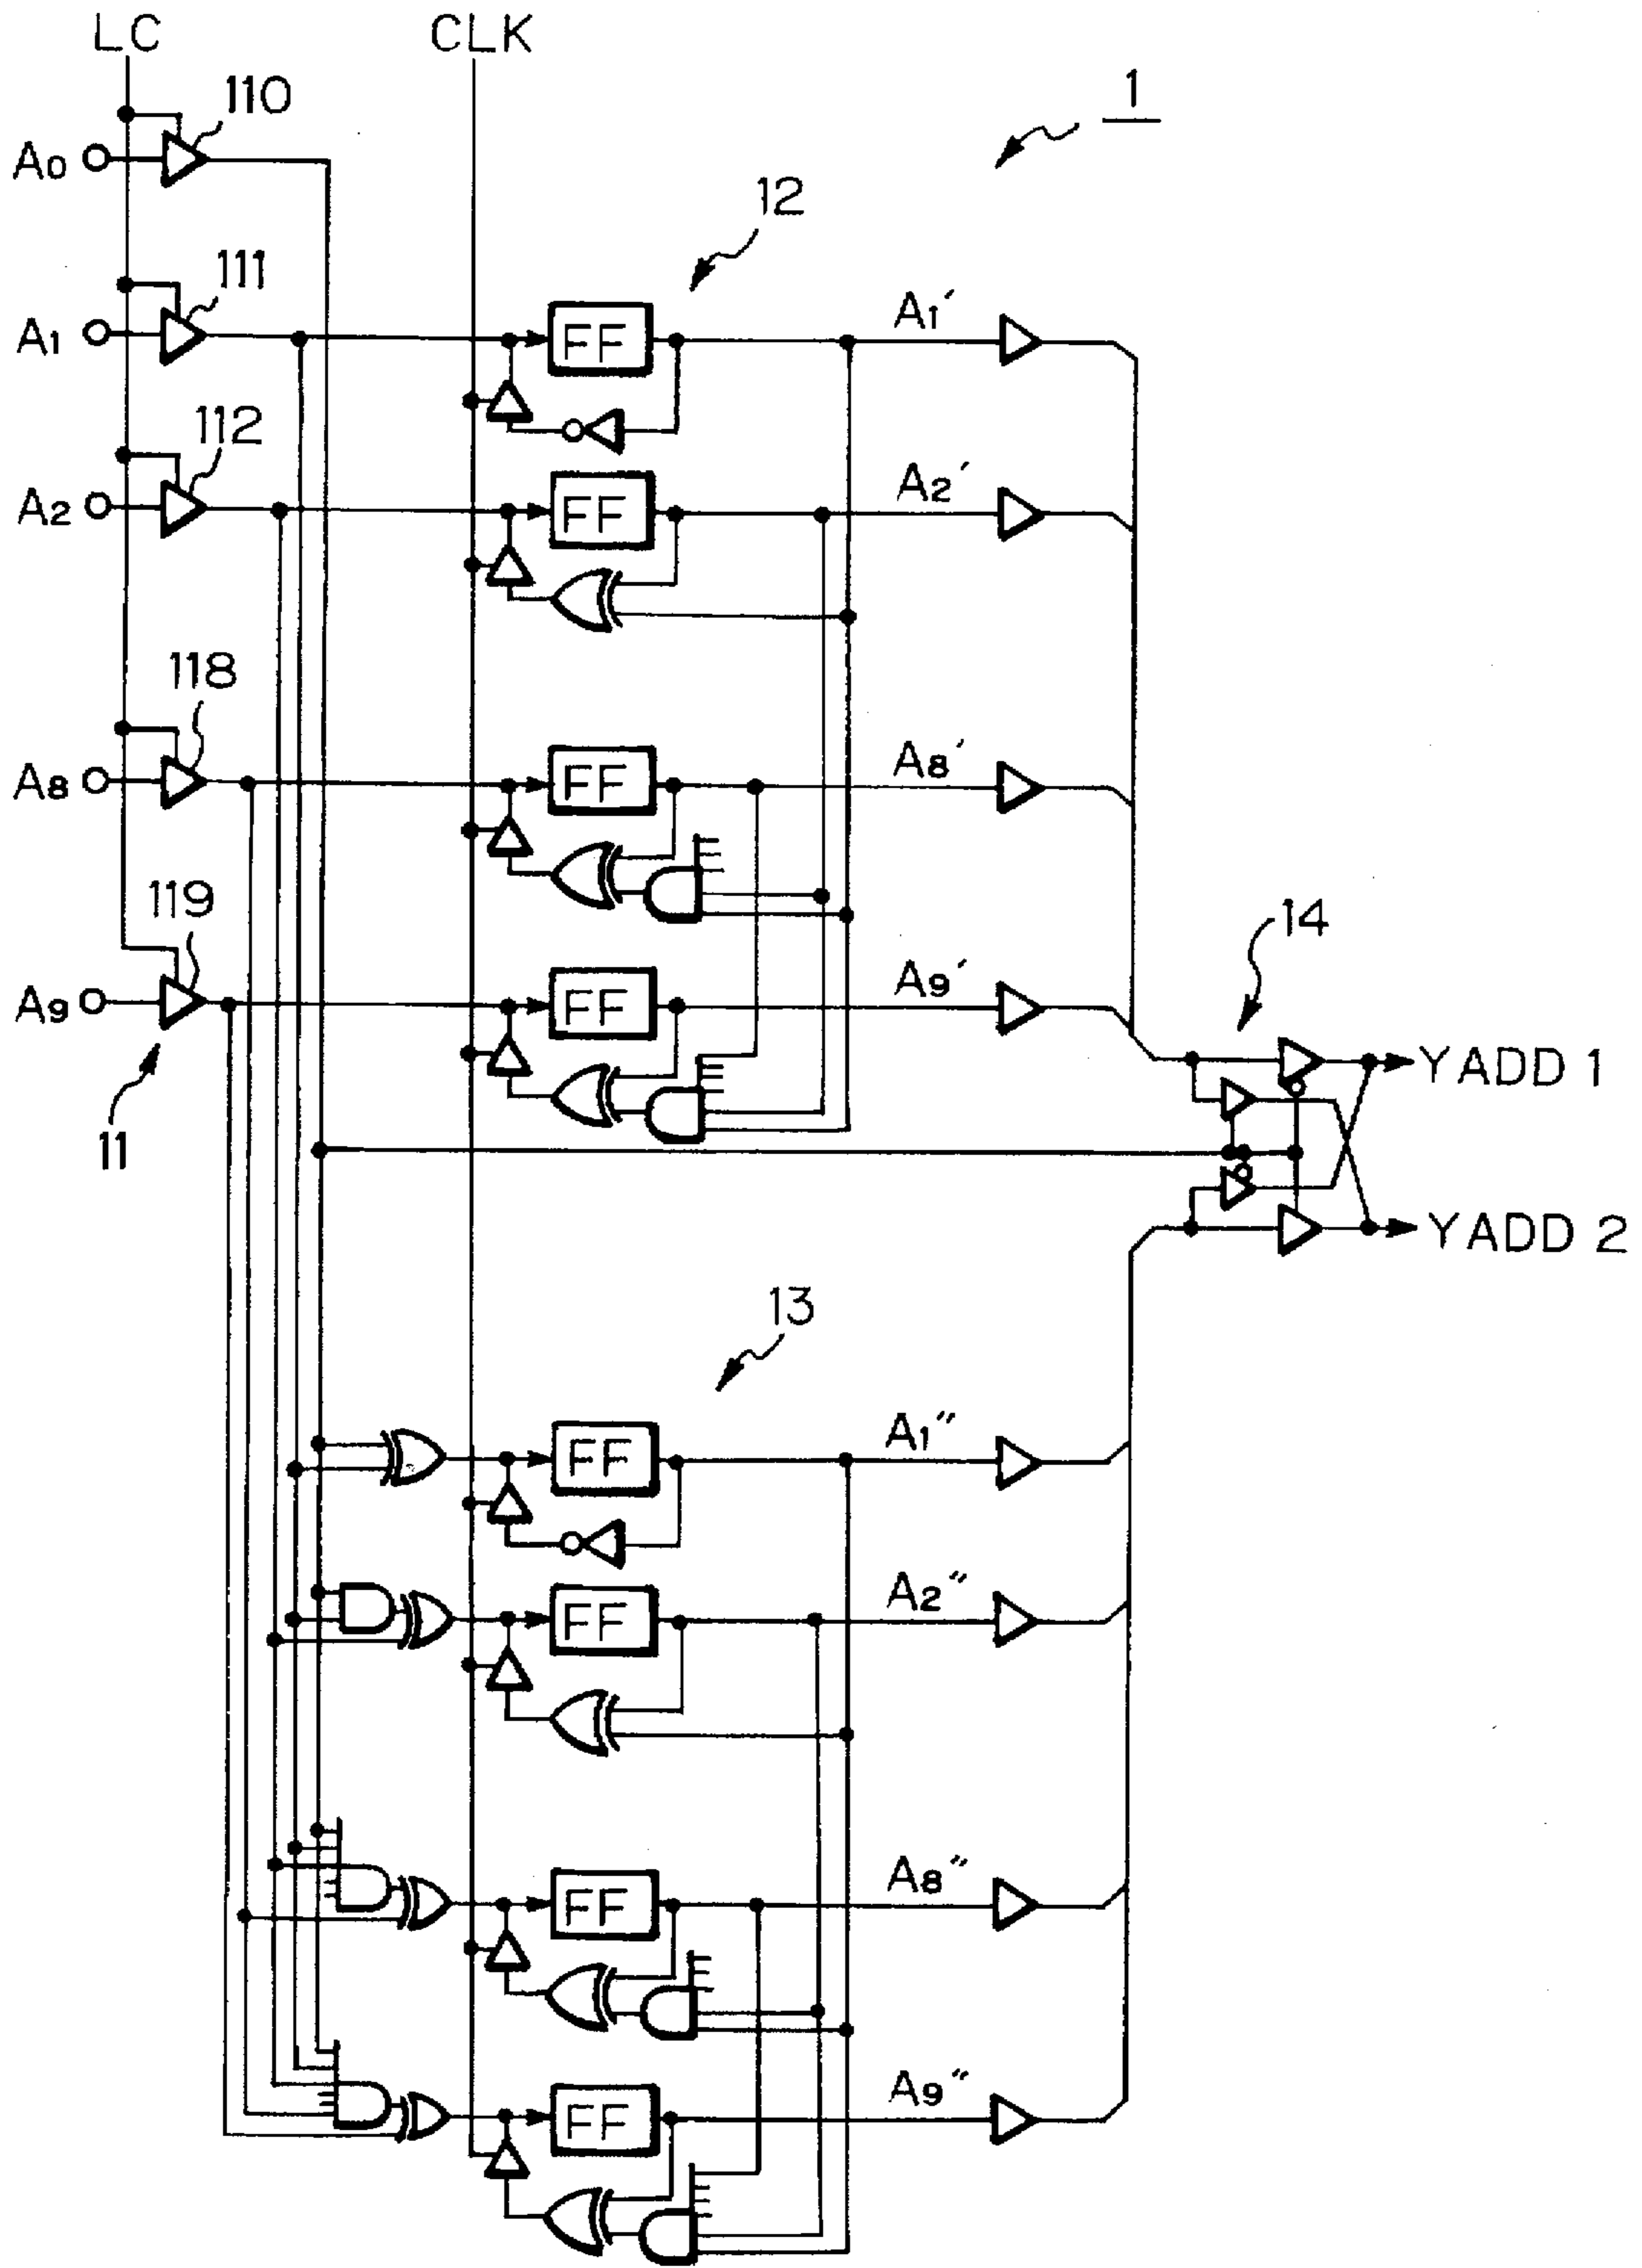 LC CLK
1
110
A0
12
111
A1 FF A1′
112
A2 FF A2′
118
A8 FF A8′
119 14
A9 FF A9′
11
YADD 1
YADD 2
13
FF A1″
FF A2″
FF A8″
FF A9″